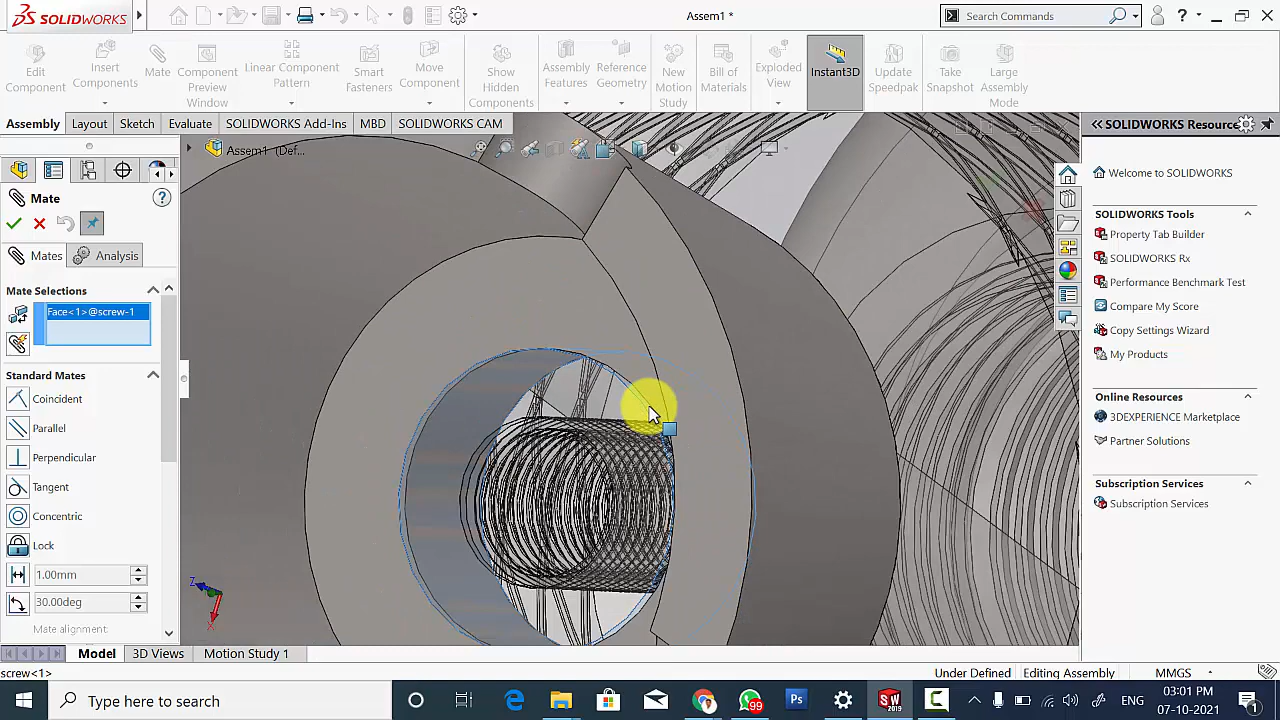 SOLIDWORKS
Assem1 *
Search Commands
?
Edit Component
Insert Components
Mate
Component Preview Window
Linear Component Pattern
Smart Fasteners
Move Component
Show Hidden Components
Assembly Features
Reference Geometry
New Motion Study
Bill of Materials
Exploded View
Instant3D
Update Speedpak
Take Snapshot
Large Assembly Mode
Assembly
Layout
Sketch
Evaluate
SOLIDWORKS Add-Ins
MBD
SOLIDWORKS CAM
Assem1 (Def...
Mate
?
Mates
Analysis
Mate Selections
Face<1>@screw-1
Standard Mates
Coincident
Parallel
Perpendicular
Tangent
Concentric
Lock
1.00mm
30.00deg
Mate alignment:
Z
X
SOLIDWORKS Resource
Welcome to SOLIDWORKS
SOLIDWORKS Tools
Property Tab Builder
SOLIDWORKS Rx
Performance Benchmark Test
Compare My Score
Copy Settings Wizard
My Products
Online Resources
3DEXPERIENCE Marketplace
Partner Solutions
Subscription Services
Subscription Services
Model
3D Views
Motion Study 1
screw<1>
Under Defined
Editing Assembly
MMGS
Type here to search
99
Ps
SW
2019
ENG
03:01 PM
07-10-2021
1